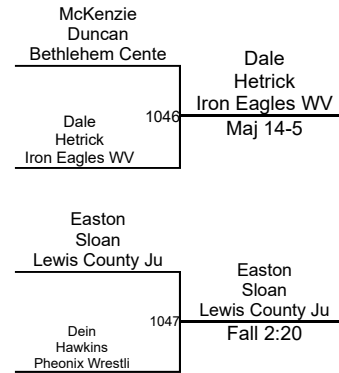 McKenzie
Duncan
Bethlehem Cente
Dale
Hetrick
Iron Eagles WV
1046
Dale
Hetrick
Iron Eagles WV
Maj 14-5
Easton
Sloan
Lewis County Ju
Dein
Hawkins
Pheonix Wrestli
1047
Easton
Sloan
Lewis County Ju
Fall 2:20